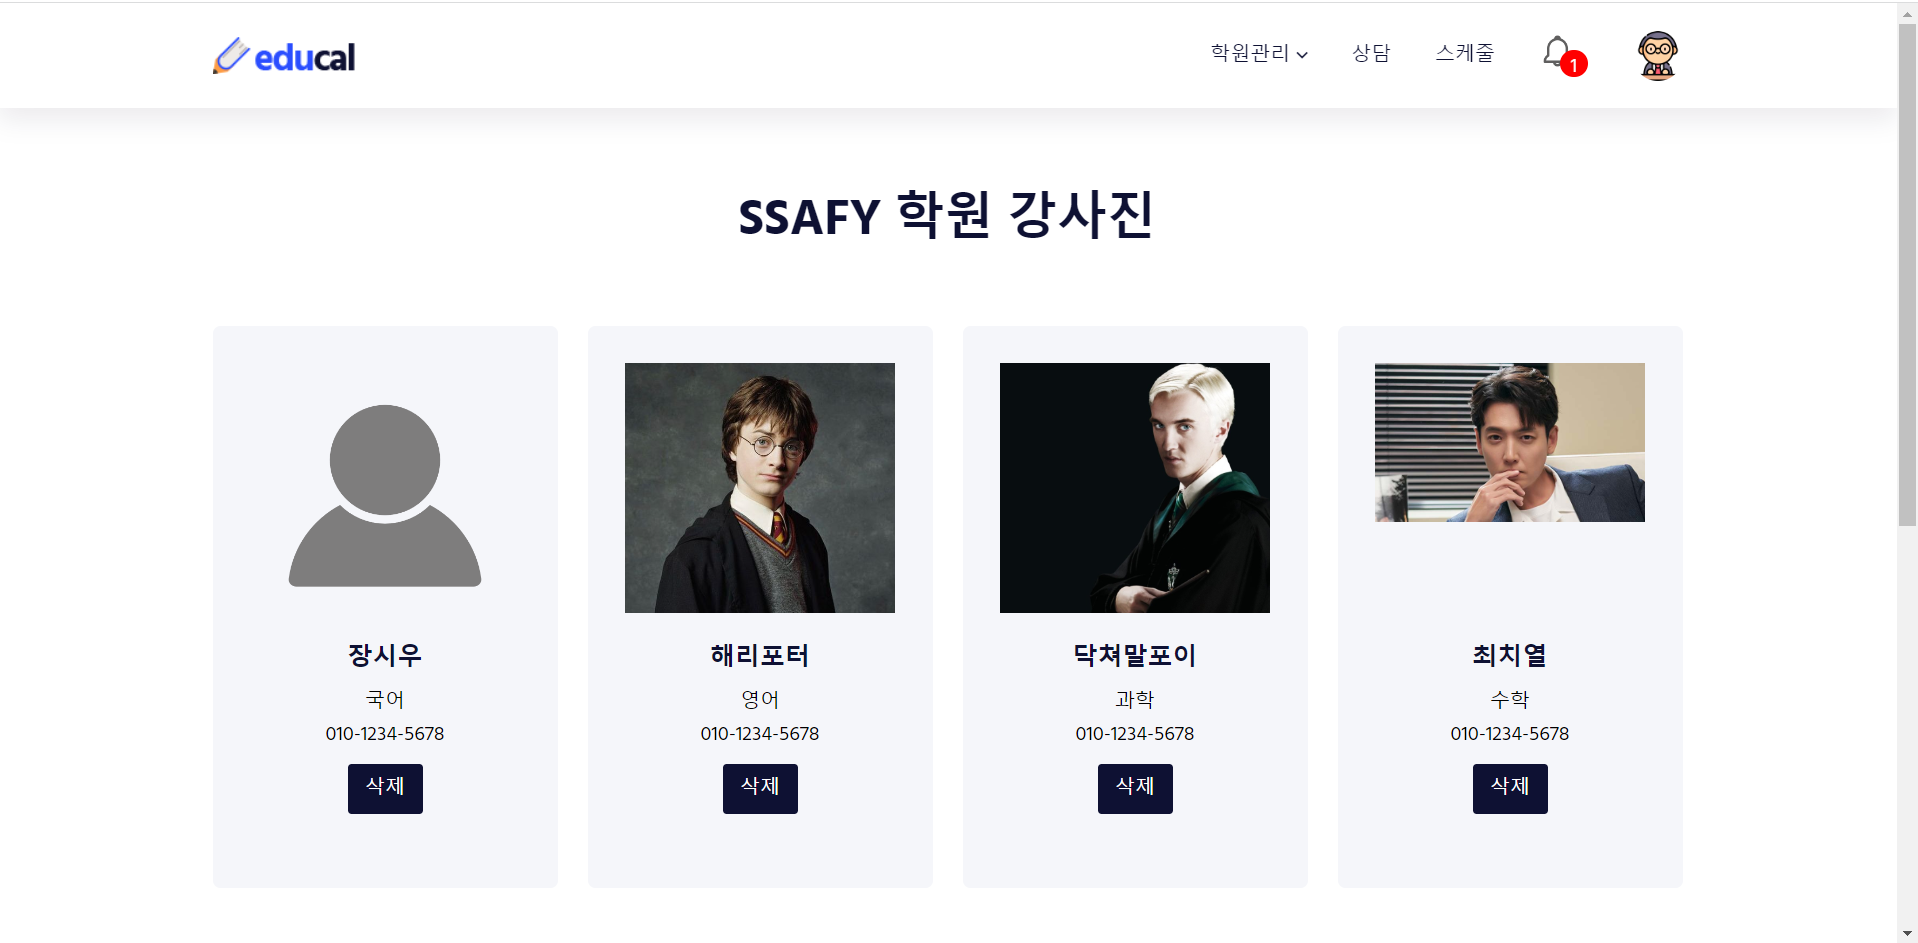 educal
학원관리 상담 스케줄 1
SSAFY 학원 강사진
장시우
국어
010-1234-5678
삭제
해리포터
영어
010-1234-5678
삭제
닥쳐말포이
과학
010-1234-5678
삭제
최치열
수학
010-1234-5678
삭제